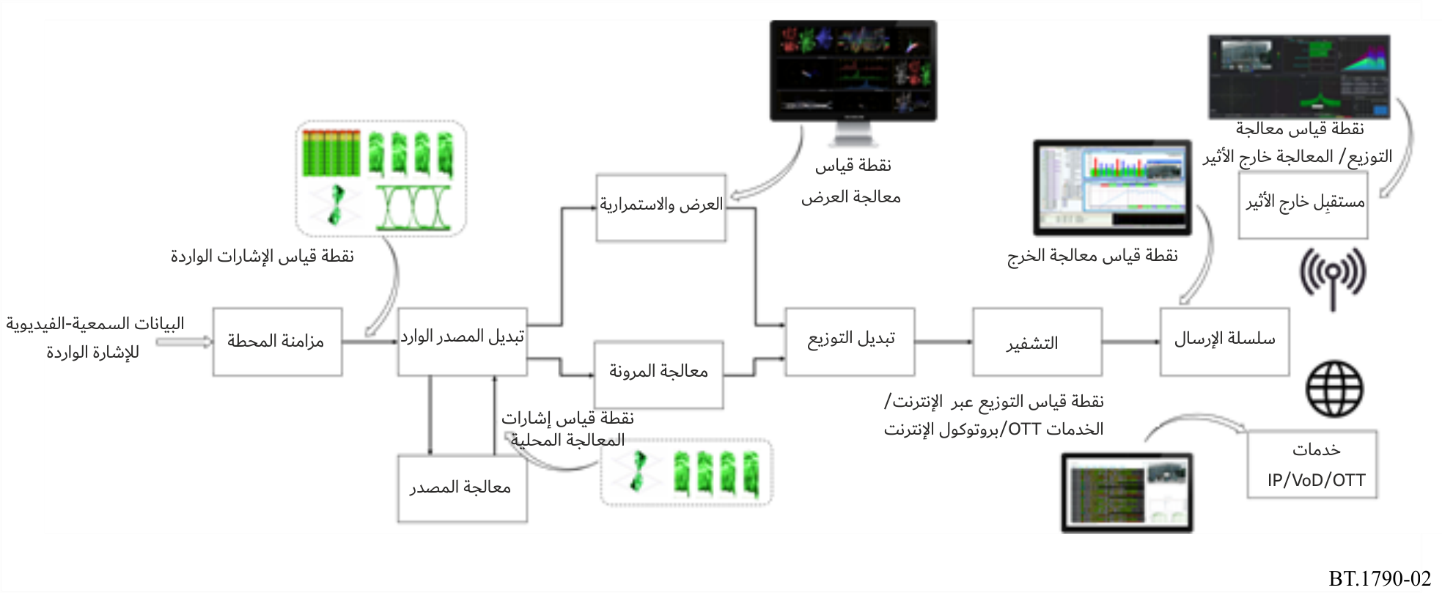 نقطة قياس معالجة
التوزيع/ المعالجة خارج الأثير
مستقبِل خارج الأثير
نقطة قياس
معالجة العرض
العرض والاستمرارية
نقطة قياس معالجة الخرج
نقطة قياس الإشارات الواردة
البيانات السمعية-الفيديوية
للإشارة الواردة
مزامنة المحطة
تبديل المصدر الوارد
معالجة المرونة
تبديل التوزيع
التشفير
سلسلة الإرسال
نقطة قياس إشارات
المعالجة المحلية
معالجة المصدر
نقطة قياس التوزيع عبر الإنترنت/
الخدمات OTT/بروتوكول الإنترنت
خدمات
IP/VoD/OTT
BT.1790-02